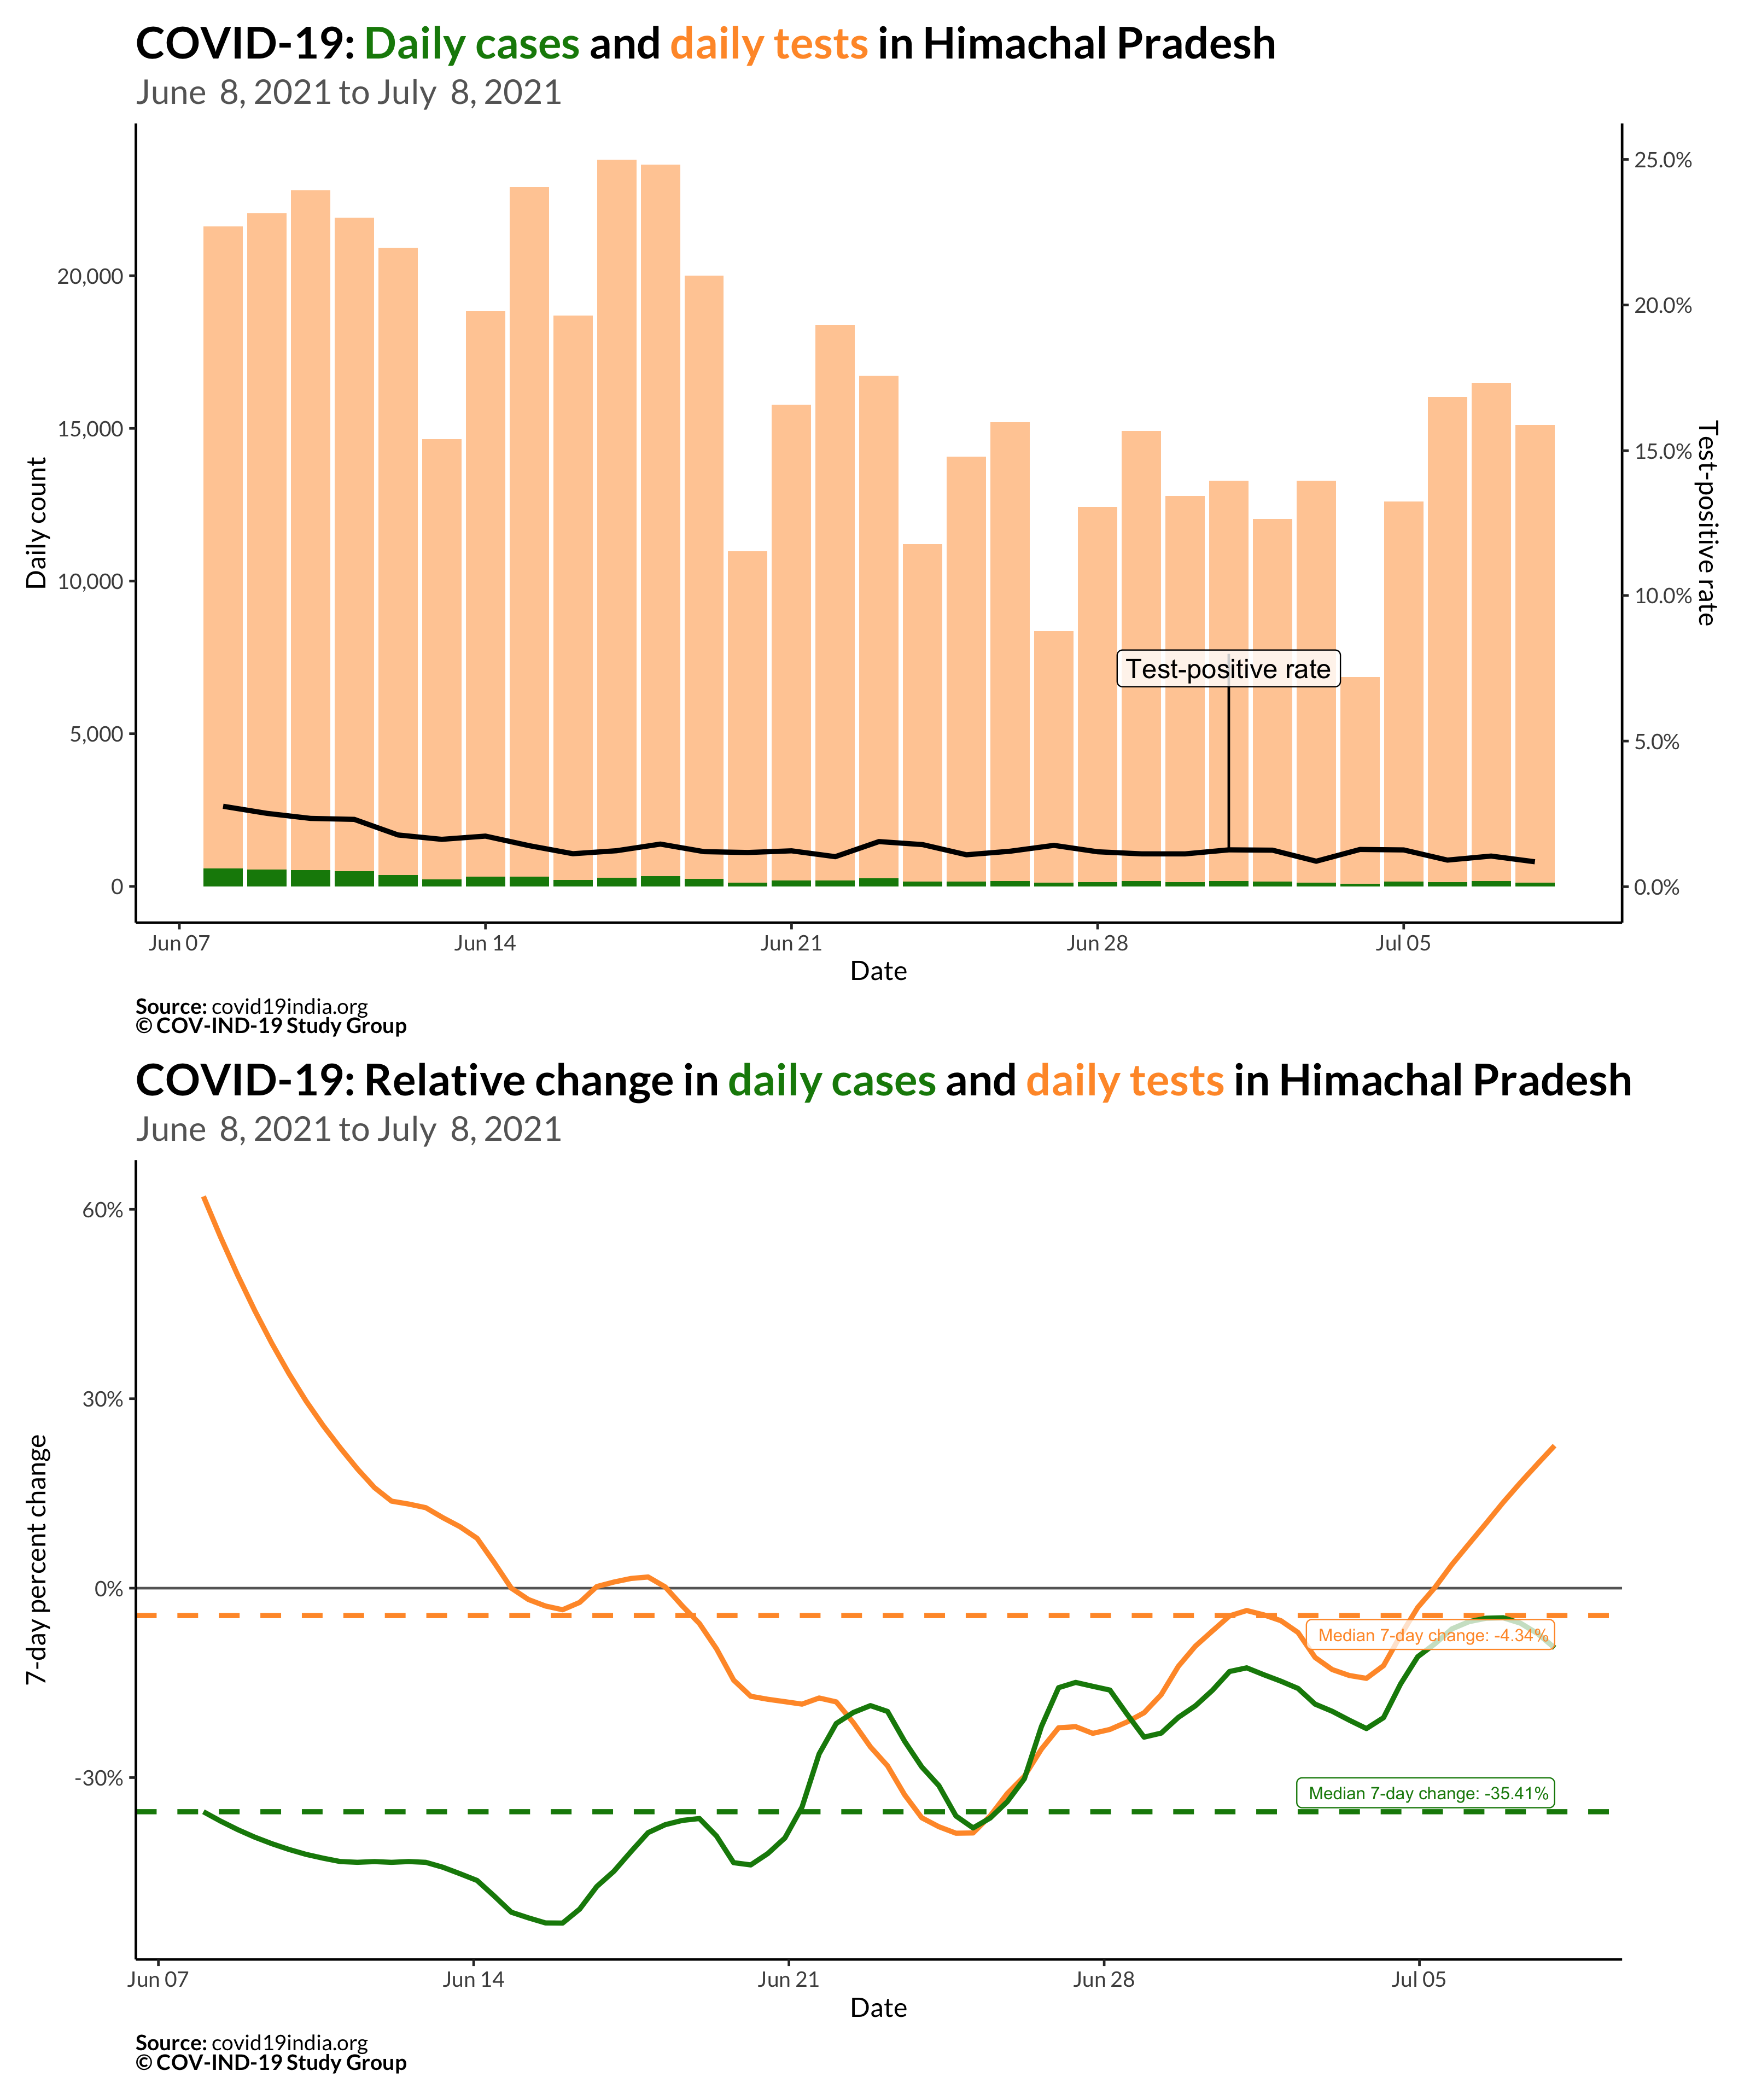 COVID-19: Daily cases and daily tests in Himachal Pradesh
June 8, 2021 to July 8, 2021
Daily count
20,000
15,000
10,000
5,000
0
25.0%
20.0%
15.0%
10.0%
5.0%
0.0%
Test-positive rate
Test-positive rate
Jun 07
Jun 14
Jun 21
Jun 28
Jul 05
Date
Source: covid19india.org
© COV-IND-19 Study Group
COVID-19: Relative change in daily cases and daily tests in Himachal Pradesh
June 8, 2021 to July 8, 2021
7-day percent change
60%
30%
0%
-30%
Median 7-day change: -4.34%
Median 7-day change: -35.41%
Jun 07
Jun 14
Jun 21
Jun 28
Jul 05
Date
Source: covid19india.org
© COV-IND-19 Study Group